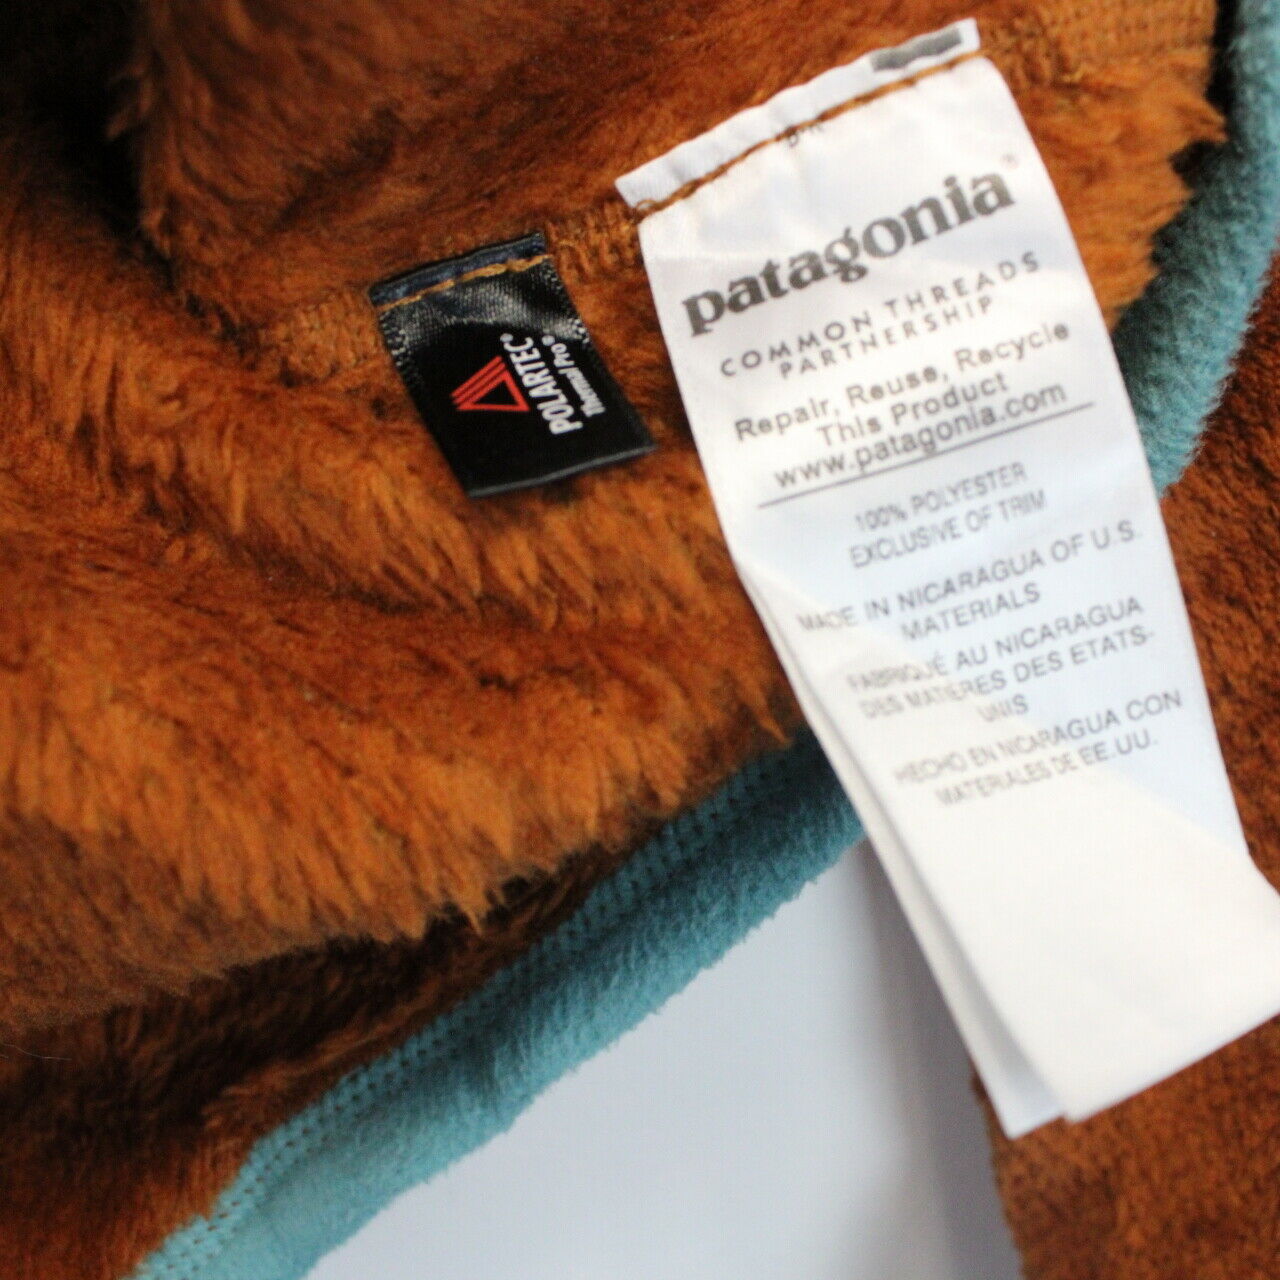 patagonia®
COMMON THREADS
PARTNERSHIP
Repair, Reuse, Recycle
This Product
www.patagonia.com
100% POLYESTER
EXCLUSIVE OF TRIM
MADE IN NICARAGUA OF U.S.
MATERIALS
FABRIQUÉ AU NICARAGUA
DES MATIERES DES ETATS-
UNIS
HECHO EN NICARAGUA CON
MATERIALES DE EE.UU.
POLARTEC®
Thermal Pro®